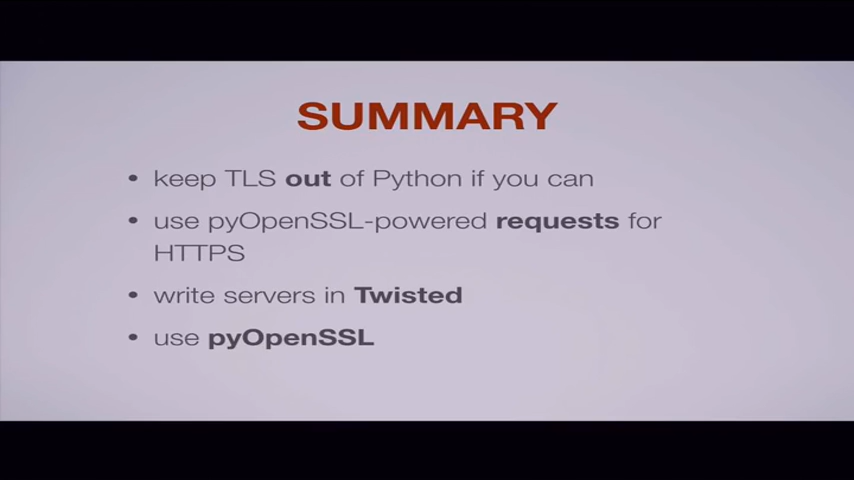 SUMMARY
• keep TLS out of Python if you can
• use pyOpenSSL-powered requests for
HTTPS
• write servers in Twisted
• use pyOpenSSL